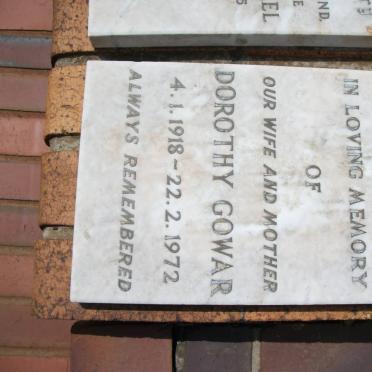 IN LOVING MEMORY
OF
OUR WIFE AND MOTHER
DOROTHY GOWAR
4.1.1918~22.2.1972
ALWAYS REMEMBERED